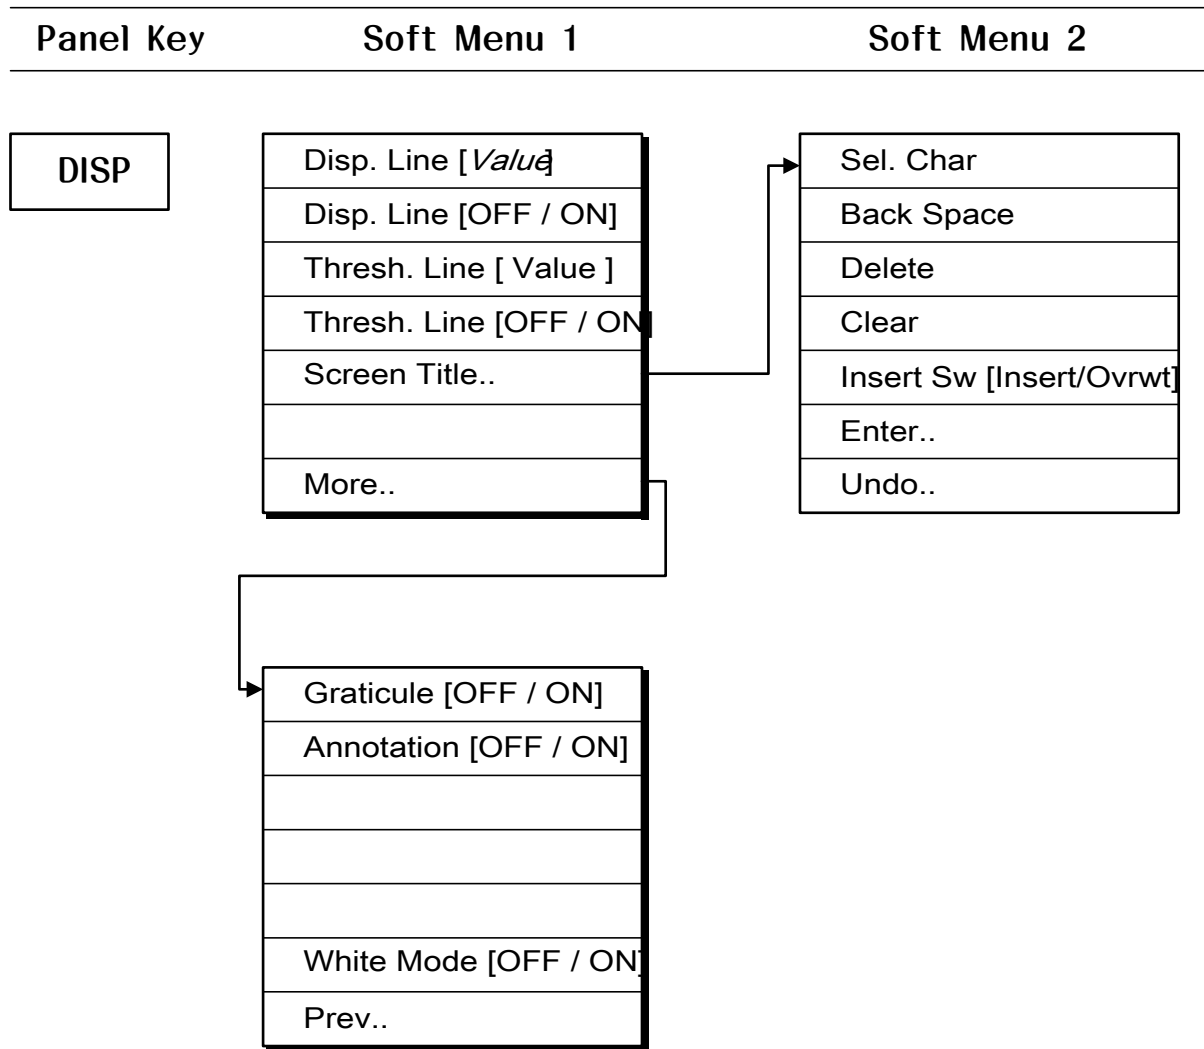 Panel Key Soft Menu 1 Soft Menu 2
DISP
Disp. Line [Value]
Disp. Line [OFF / ON]
Thresh. Line [ Value ]
Thresh. Line [OFF / ON]
Screen Title..
More..
Sel. Char
Back Space
Delete
Clear
Insert Sw [Insert/Ovrwt]
Enter..
Undo..
Graticule [OFF / ON]
Annotation [OFF / ON]
White Mode [OFF / ON]
Prev..